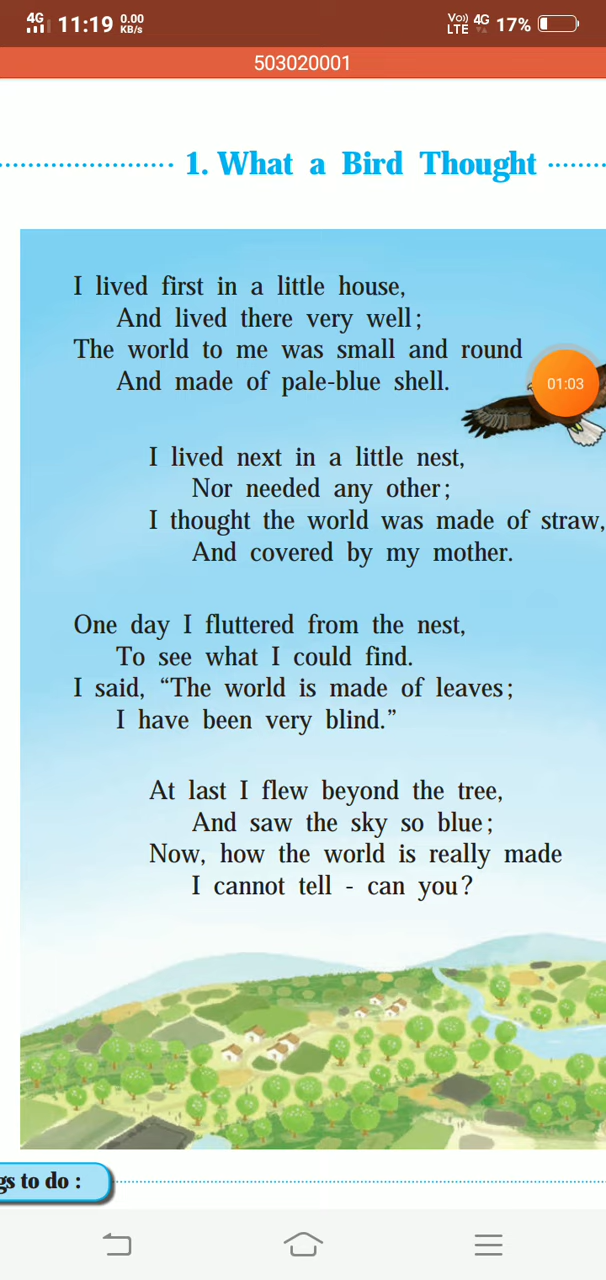 4G 11:19 0.00 KB/s Vo)) LTE 4G 17%
503020001
1. What a Bird Thought
I lived first in a little house,
And lived there very well;
The world to me was small and round
And made of pale-blue shell.
01:03
I lived next in a little nest,
Nor needed any other;
I thought the world was made of straw,
And covered by my mother.
One day I fluttered from the nest,
To see what I could find.
I said, “The world is made of leaves;
I have been very blind.”
At last I flew beyond the tree,
And saw the sky so blue;
Now, how the world is really made
I cannot tell - can you?
gs to do :